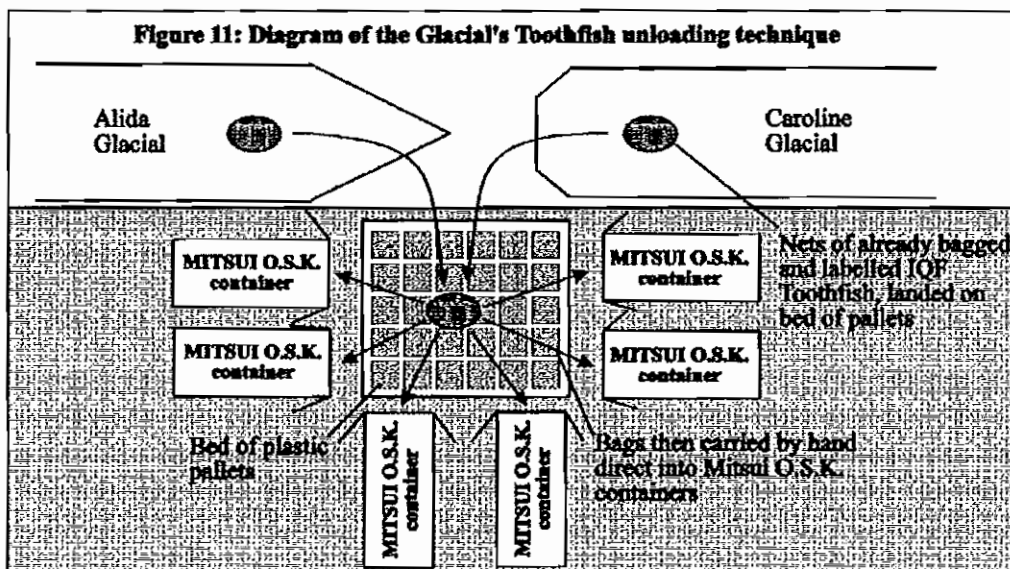 Figure 11: Diagram of the Glacial's Toothfish unloading technique
Alida
Glacial
Caroline
Glacial
Nets of already bagged
and labelled IQF
Toothfish, landed on
bed of pallets
MITSUI O.S.K.
container
MITSUI O.S.K.
container
MITSUI O.S.K.
container
MITSUI O.S.K.
container
Bed of plastic
pallets
MITSUI O.S.K.
container
MITSUI O.S.K.
container
Bags then carried by hand
direct into Mitsui O.S.K.
containers